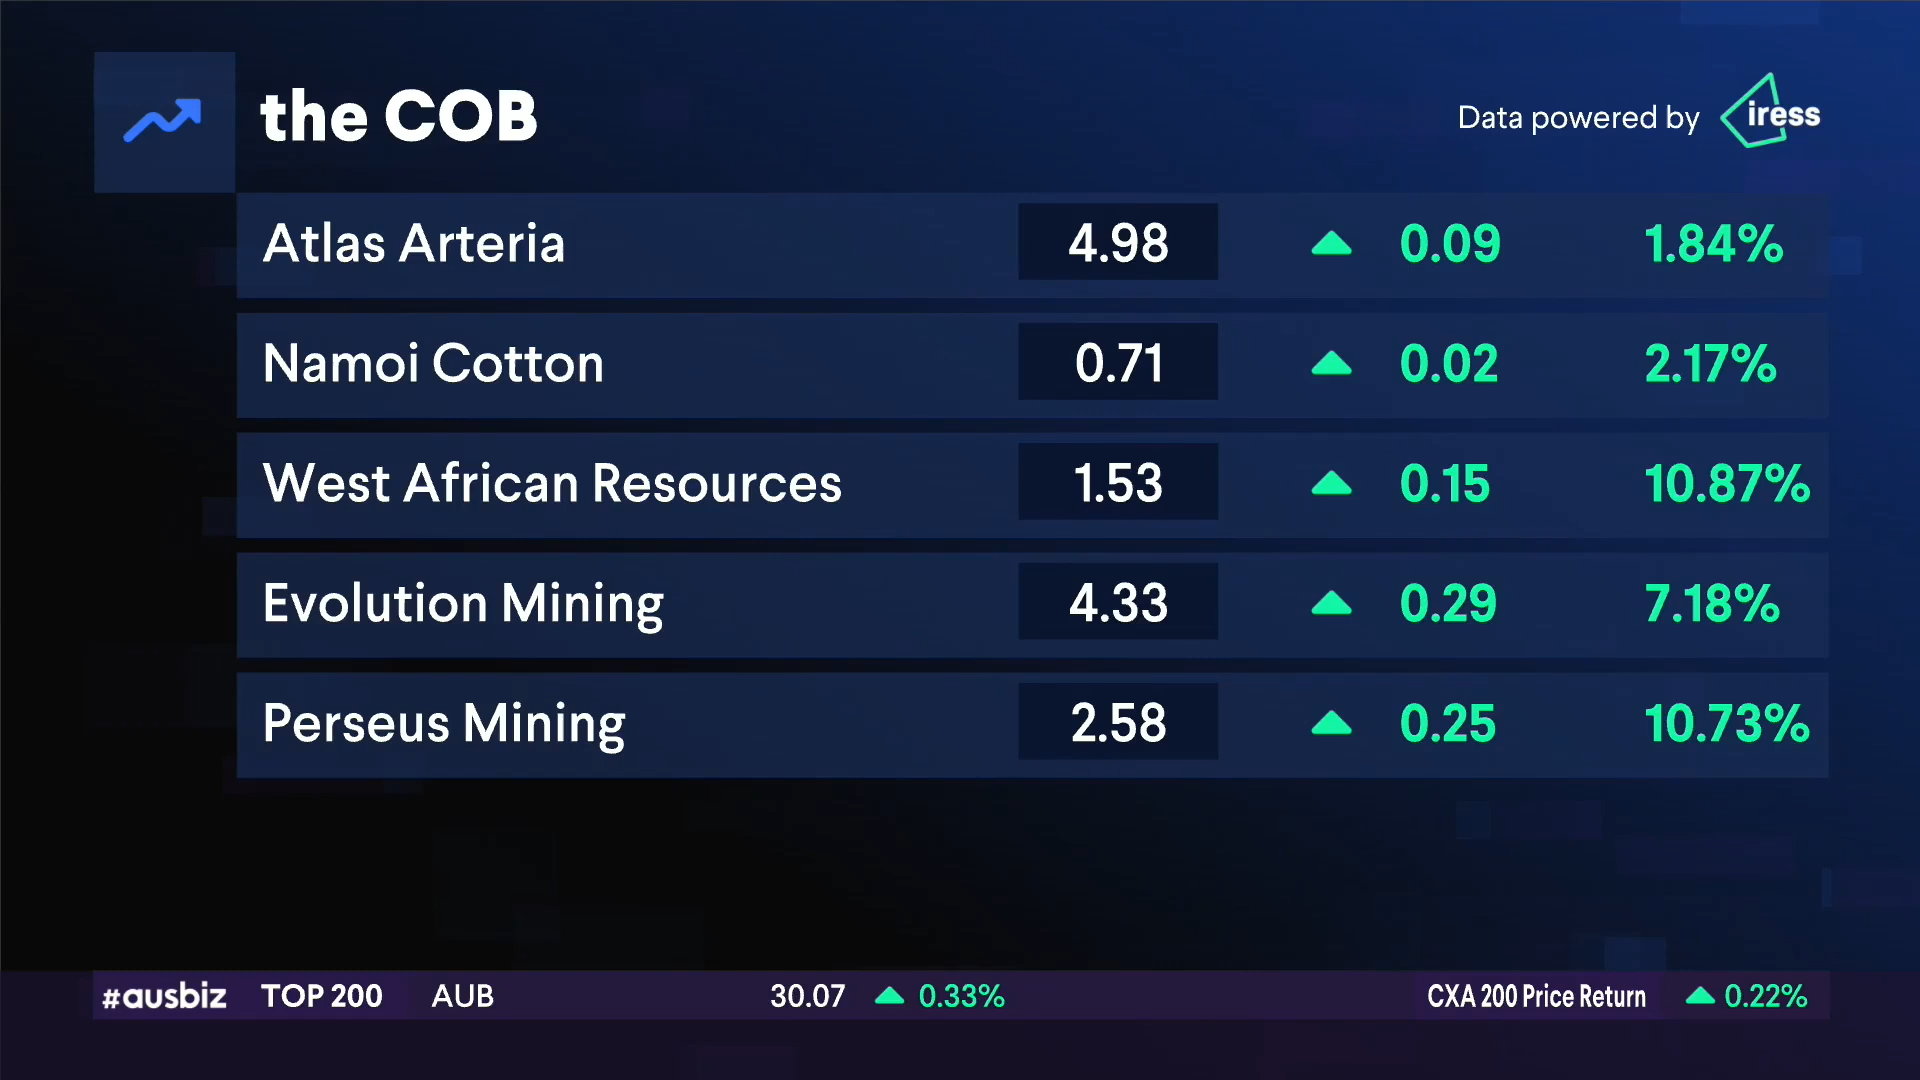 the COB
Data powered by iress
Atlas Arteria 4.98 0.09 1.84%
Namoi Cotton 0.71 0.02 2.17%
West African Resources 1.53 0.15 10.87%
Evolution Mining 4.33 0.29 7.18%
Perseus Mining 2.58 0.25 10.73%
#ausbiz TOP 200 AUB 30.07 0.33% CXA 200 Price Return 0.22%